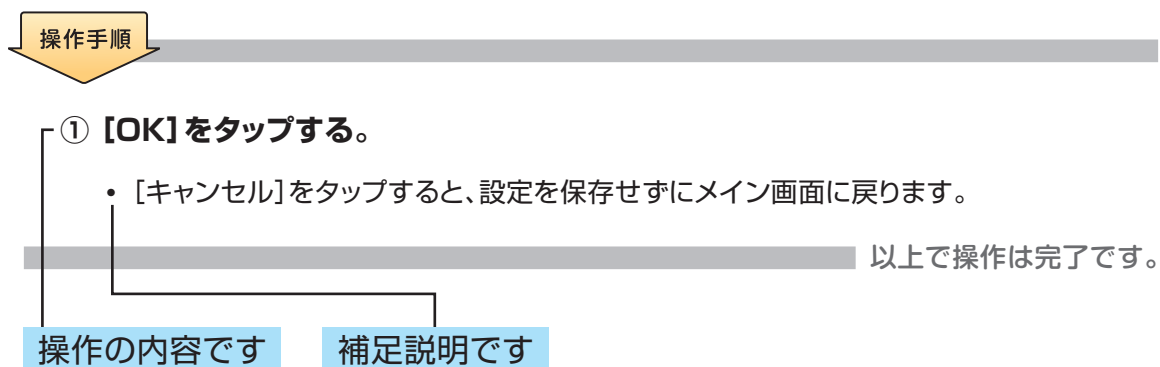 操作手順
① [OK]をタップする。
• [キャンセル]をタップすると、設定を保存せずにメイン画面に戻ります。
以上で操作は完了です。
操作の内容です
補足説明です